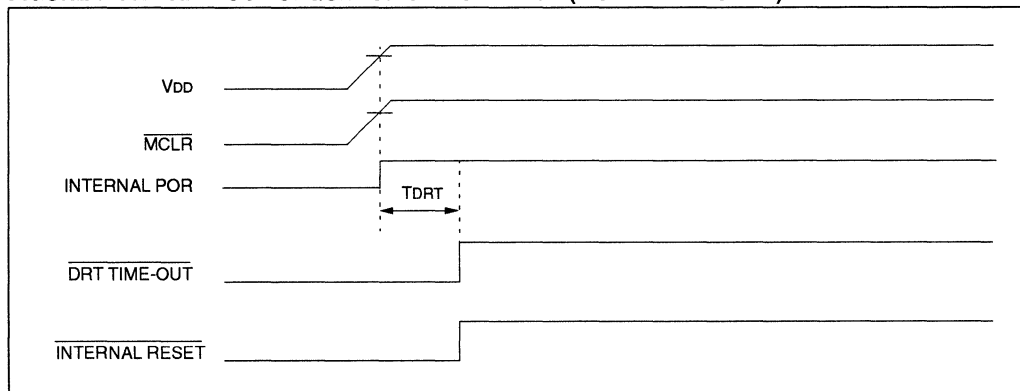 VDD
MCLR
INTERNAL POR
TDRT
DRT TIME-OUT
INTERNAL RESET